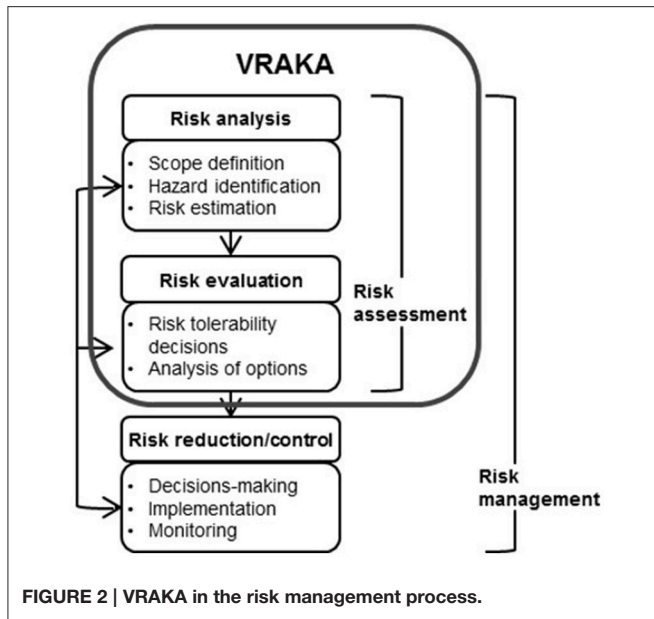 VRAKA
Risk analysis
• Scope definition
• Hazard identification
• Risk estimation
Risk evaluation
• Risk tolerability
decisions
• Analysis of options
Risk
assessment
Risk reduction/control
• Decisions-making
• Implementation
• Monitoring
Risk
management
FIGURE 2 | VRAKA in the risk management process.